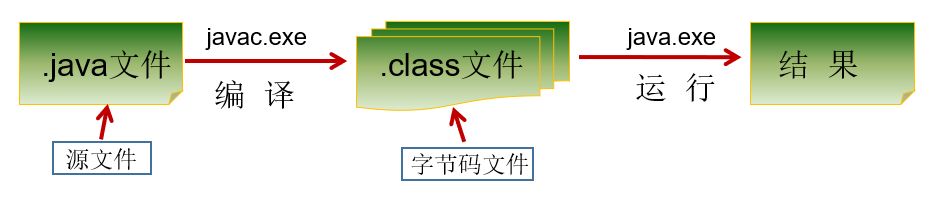 javac.exe
java.exe
.java文件
.class文件
结 果
编 译
运 行
源文件
字节码文件